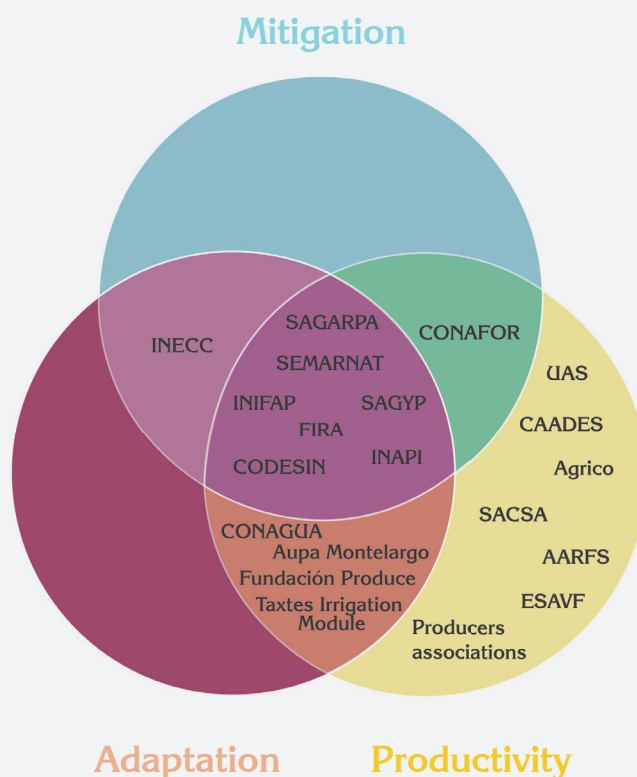 Mitigation
SAGARPA
INECC
CONAFOR
SEMARNAT
UAS
INIFAP
SAGYP
CAADES
FIRA
CODESIN
INAPI
Agrico
SACSA
CONAGUA
Aupa Montelargo
AARFS
Fundación Produce
ESAVF
Taxtes Irrigation
Module
Producers
associations
Adaptation
Productivity